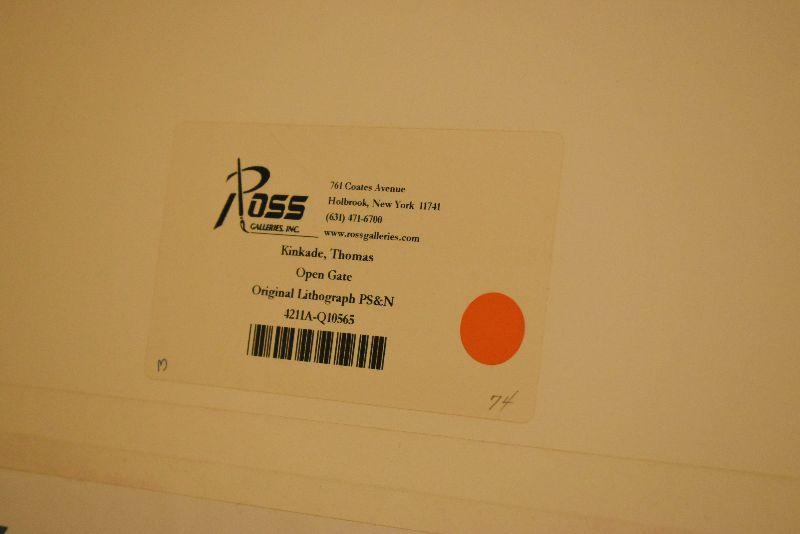 Ross
GALLERIES, INC.
761 Coates Avenue
Holbrook, New York 11741
(631) 471-6700
www.rossgalleries.com
Kinkade, Thomas
Open Gate
Original Lithograph PS&N
4211A-Q10565
74